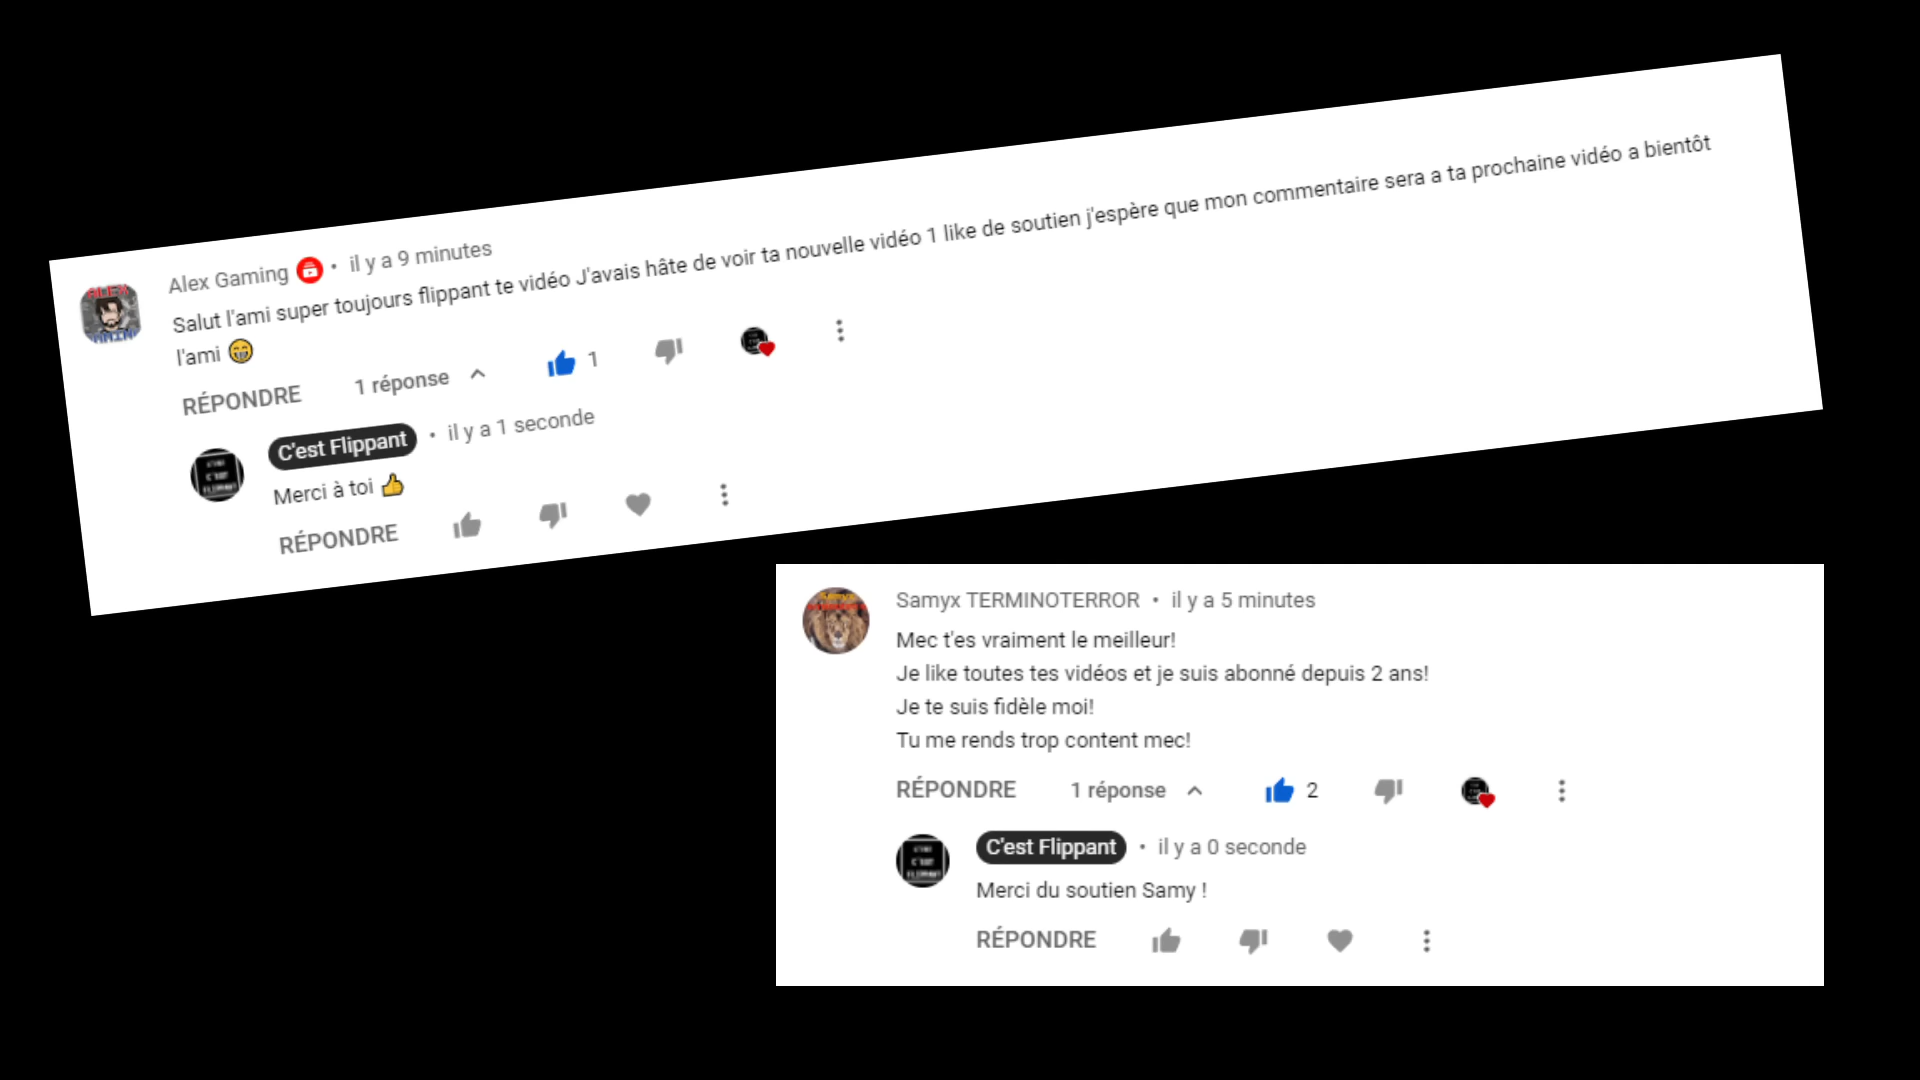 Alex Gaming • il y a 9 minutes
Salut l'ami super toujours flippant te vidéo J'avais hâte de voir ta nouvelle vidéo 1 like de soutien j'espère que mon commentaire sera a ta prochaine vidéo a bientôt
l'ami 😁
RÉPONDRE 1 réponse 1
C'est Flippant • il y a 1 seconde
Merci à toi 👍
RÉPONDRE
Samyx TERMINOTERROR • il y a 5 minutes
Mec t'es vraiment le meilleur!
Je like toutes tes vidéos et je suis abonné depuis 2 ans!
Je te suis fidèle moi!
Tu me rends trop content mec!
RÉPONDRE 1 réponse 2
C'est Flippant • il y a 0 seconde
Merci du soutien Samy !
RÉPONDRE